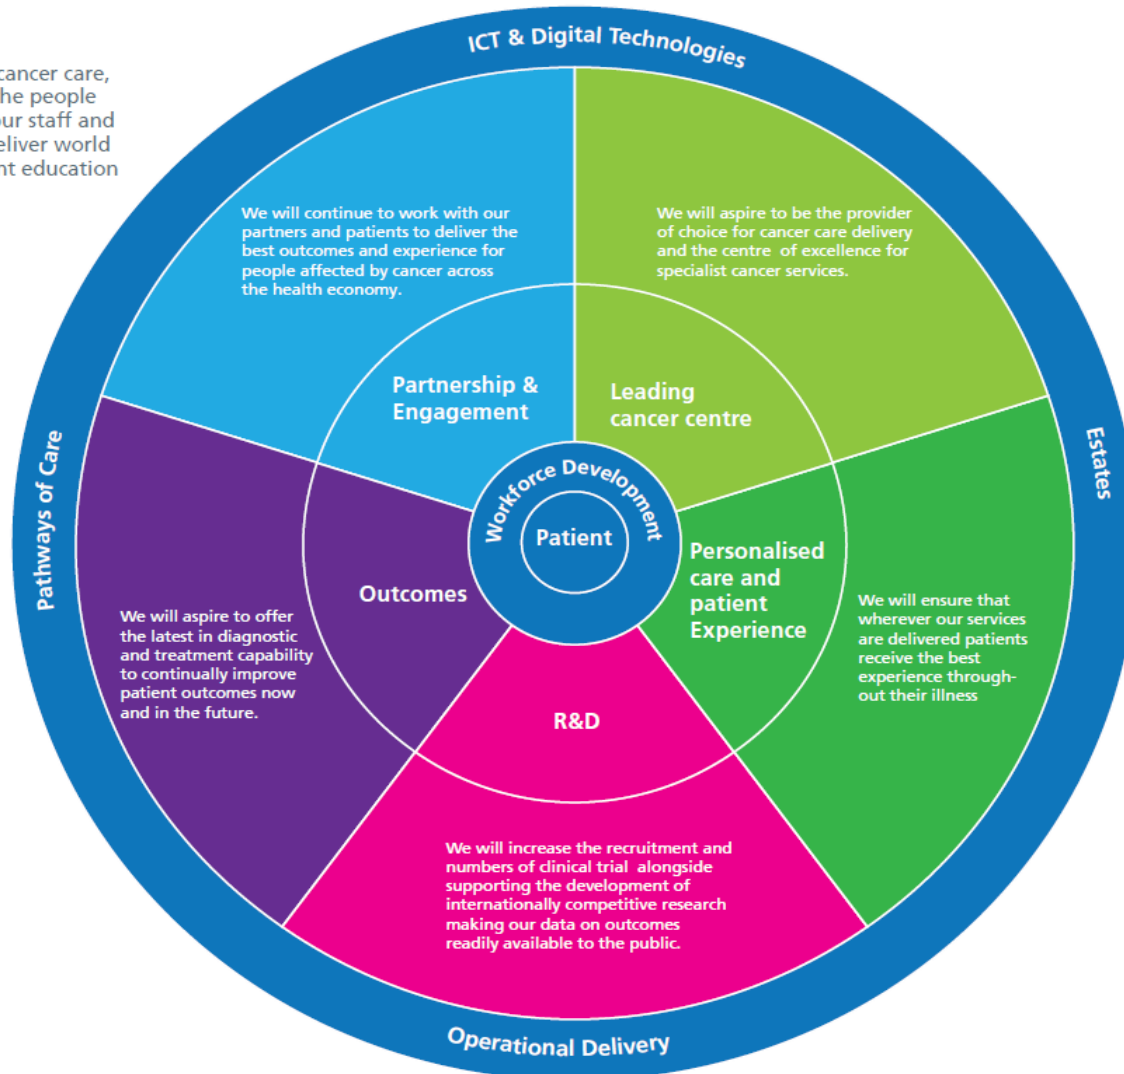 ICT & Digital Technologies
cancer care,
he people
our staff and
eliver world
nt education
We will continue to work with our
partners and patients to deliver the
best outcomes and experience for
people affected by cancer across
the health economy.
We will aspire to be the provider
of choice for cancer care delivery
and the centre of excellence for
specialist cancer services.
Partnership &
Engagement
Leading
cancer centre
Pathways of Care
Estates
Workforce Development
Patient
Outcomes
Personalised
care and
patient
Experience
We will aspire to offer
the latest in diagnostic
and treatment capability
to continually improve
patient outcomes now
and in the future.
We will ensure that
wherever our services
are delivered patients
receive the best
experience through-
out their illness
R&D
We will increase the recruitment and
numbers of clinical trial alongside
supporting the development of
internationally competitive research
making our data on outcomes
readily available to the public.
Operational Delivery